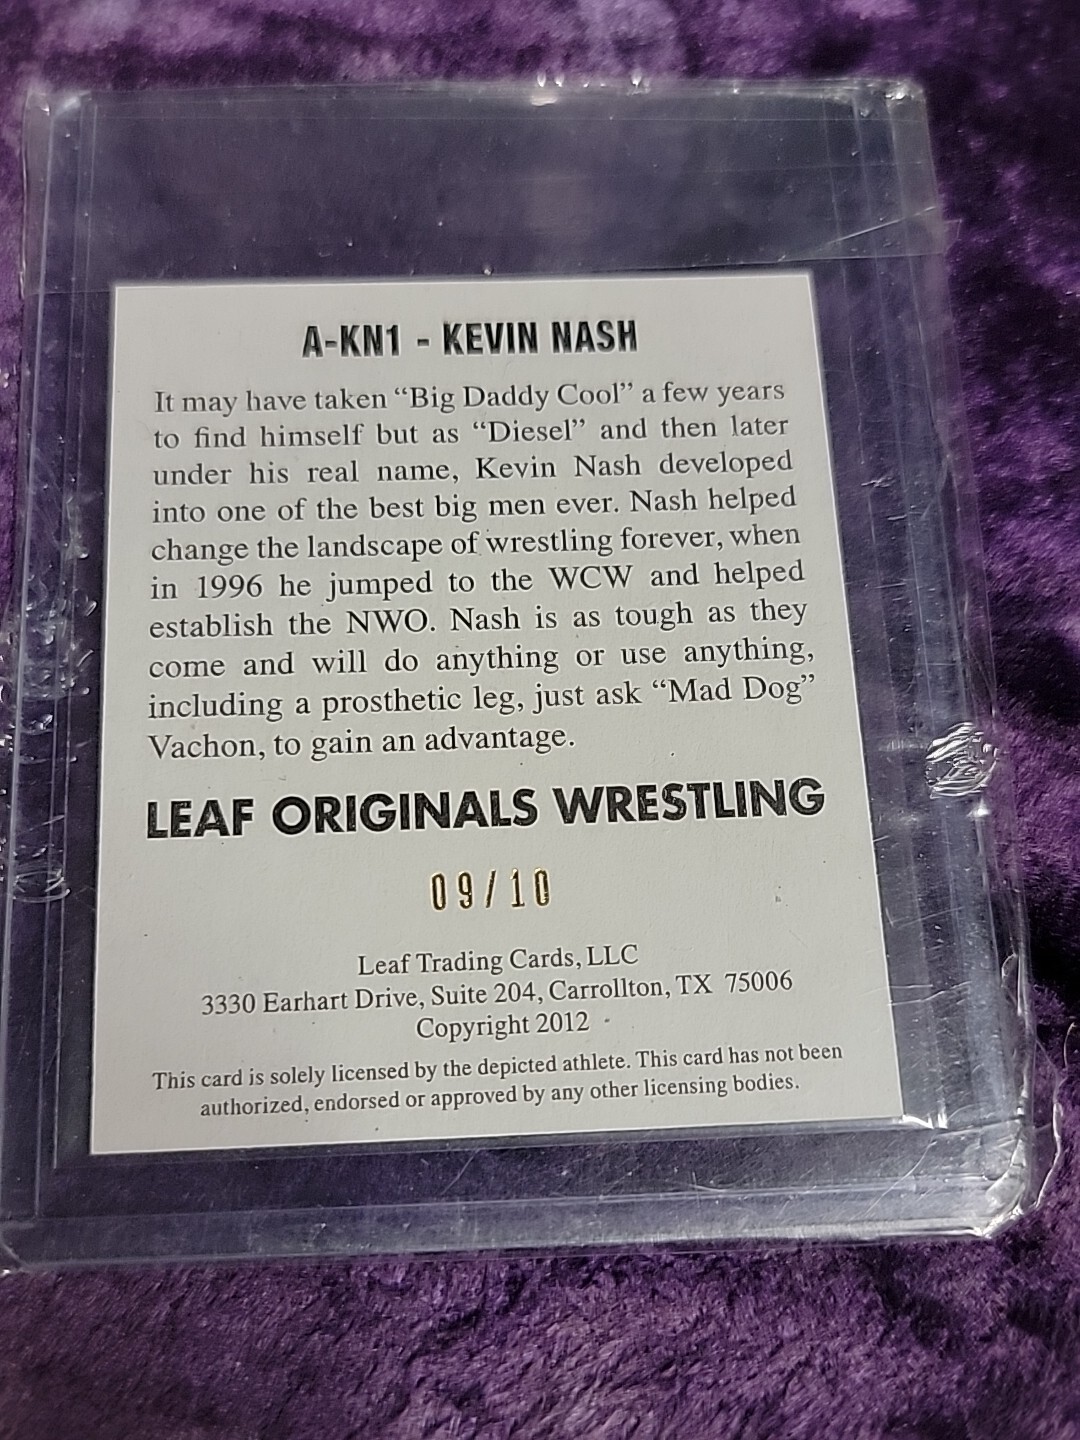 A-KN1 - KEVIN NASH
It may have taken “Big Daddy Cool” a few years
to find himself but as “Diesel” and then later
under his real name, Kevin Nash developed
into one of the best big men ever. Nash helped
change the landscape of wrestling forever, when
in 1996 he jumped to the WCW and helped
establish the NWO. Nash is as tough as they
come and will do anything or use anything,
including a prosthetic leg, just ask “Mad Dog”
Vachon, to gain an advantage.
LEAF ORIGINALS WRESTLING
09/10
Leaf Trading Cards, LLC
3330 Earhart Drive, Suite 204, Carrollton, TX 75006
Copyright 2012
This card is solely licensed by the depicted athlete. This card has not been
authorized, endorsed or approved by any other licensing bodies.